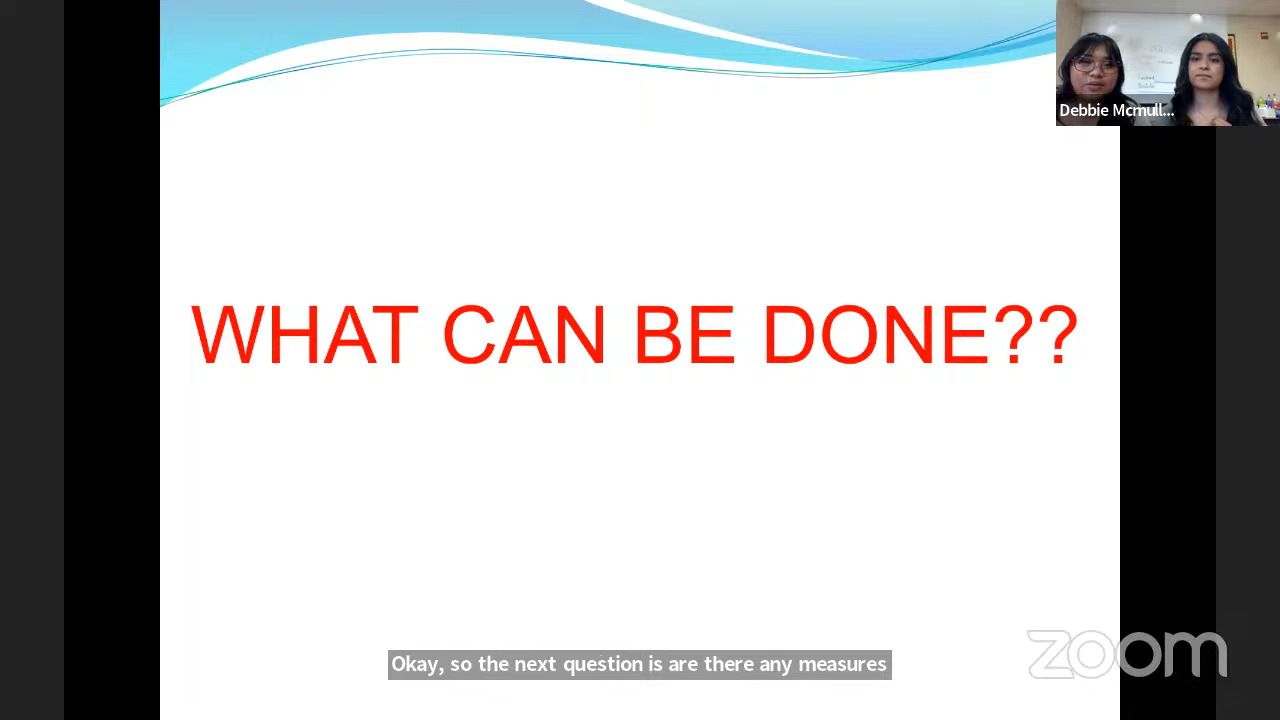 Debbie Mcmull...
WHAT CAN BE DONE??
Okay, so the next question is are there any measures
zoom